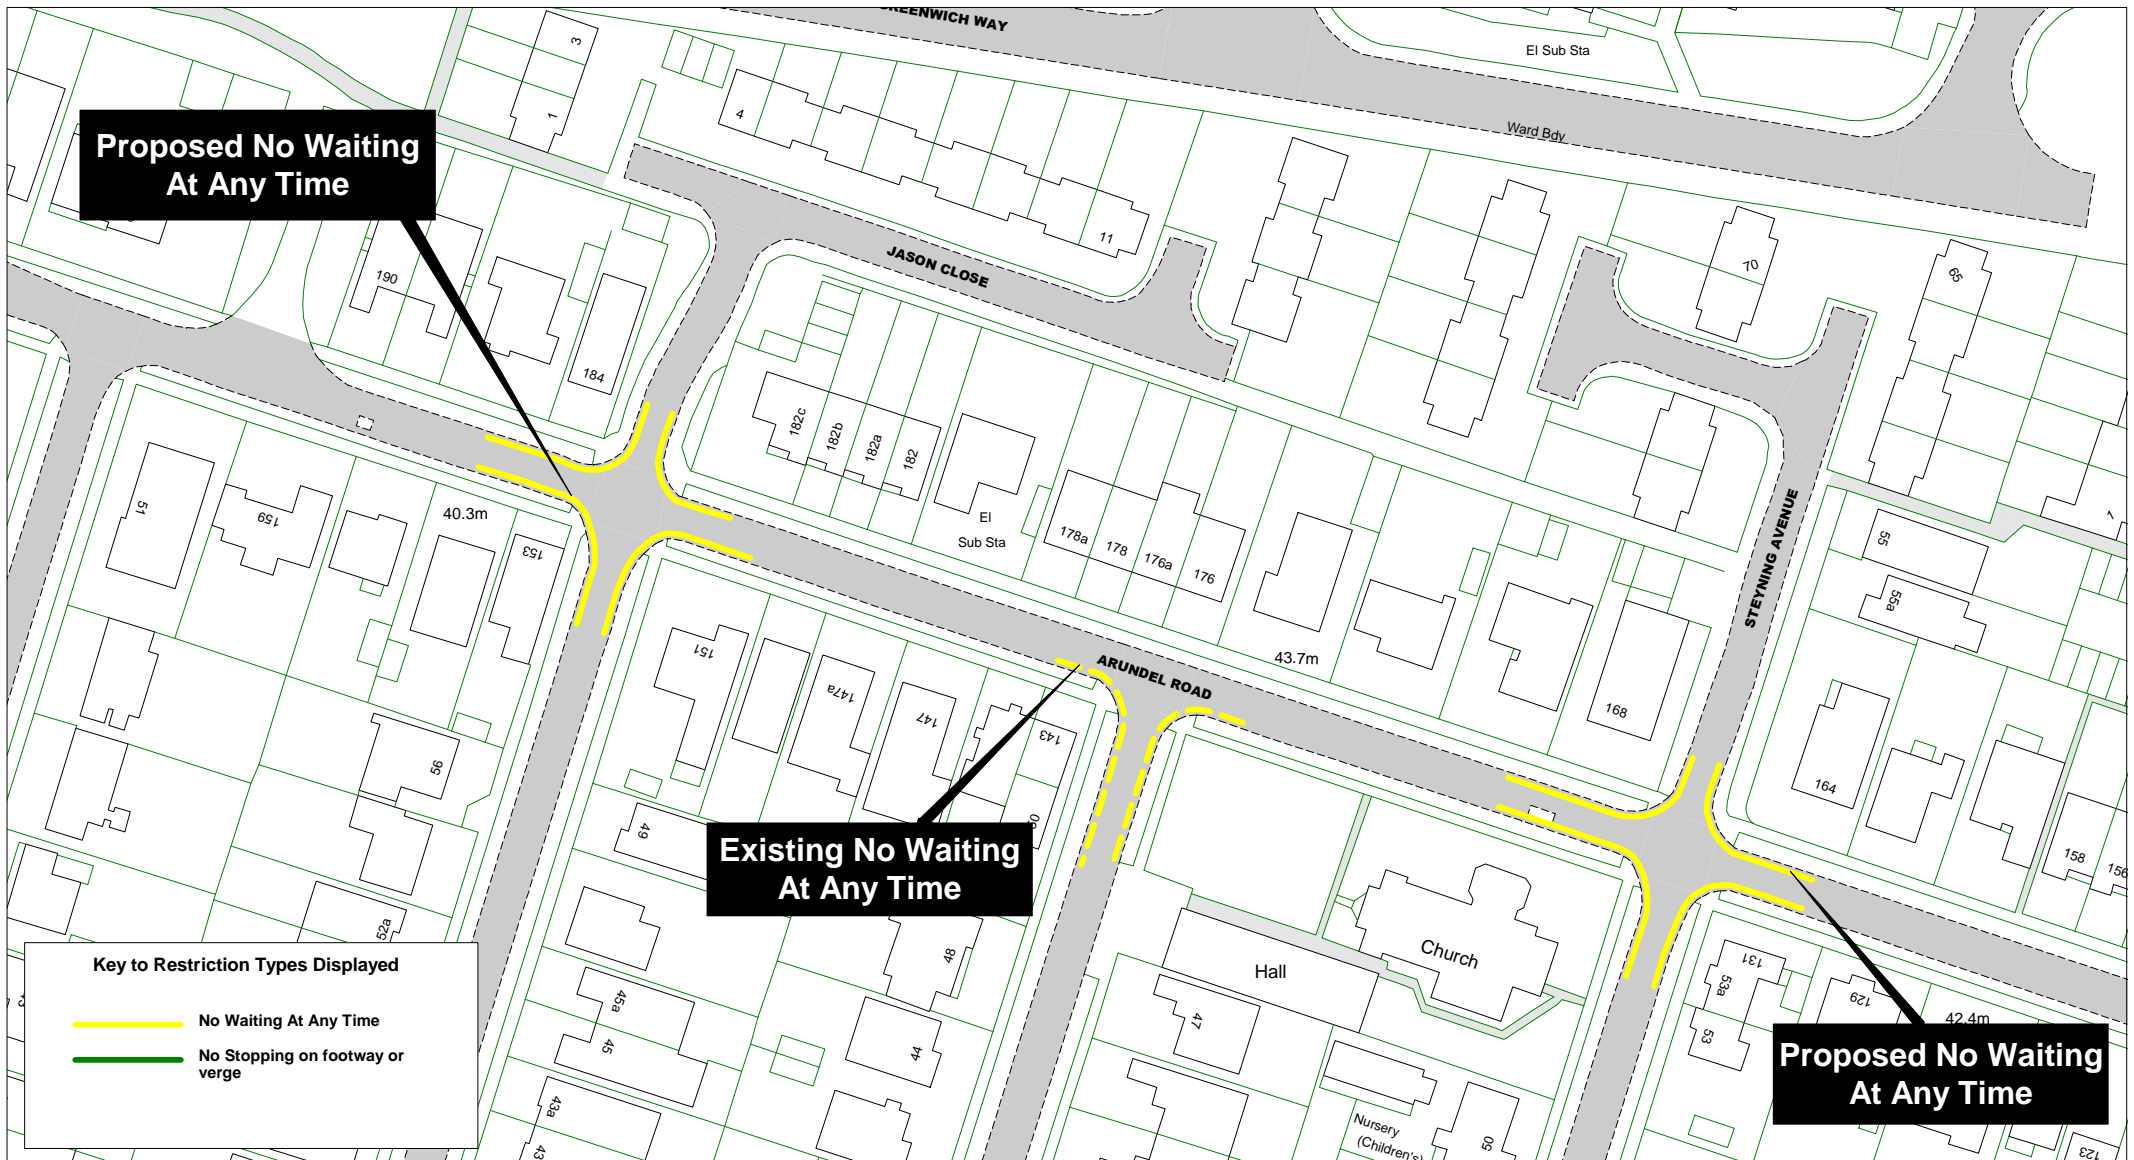 GREENWICH WAY
El Sub Sta
Ward Bdy
3
1
4
11
Proposed No Waiting
At Any Time
190
184
JASON CLOSE
70
65
182c
182b
182a
182
El
Sub Sta
178a
178
176a
176
51
159
40.3m
153
STEYNING AVENUE
55
55a
1
ARUNDEL ROAD
43.7m
168
164
158
156
151
147a
147
143
56
49
Existing No Waiting
At Any Time
52a
48
Church
Hall
47
45a
45
44
43a
131
53a
53
129
42.4m
Proposed No Waiting
At Any Time
Nursery
(Children's)
50
123
Key to Restriction Types Displayed
No Waiting At Any Time
No Stopping on footway or
verge